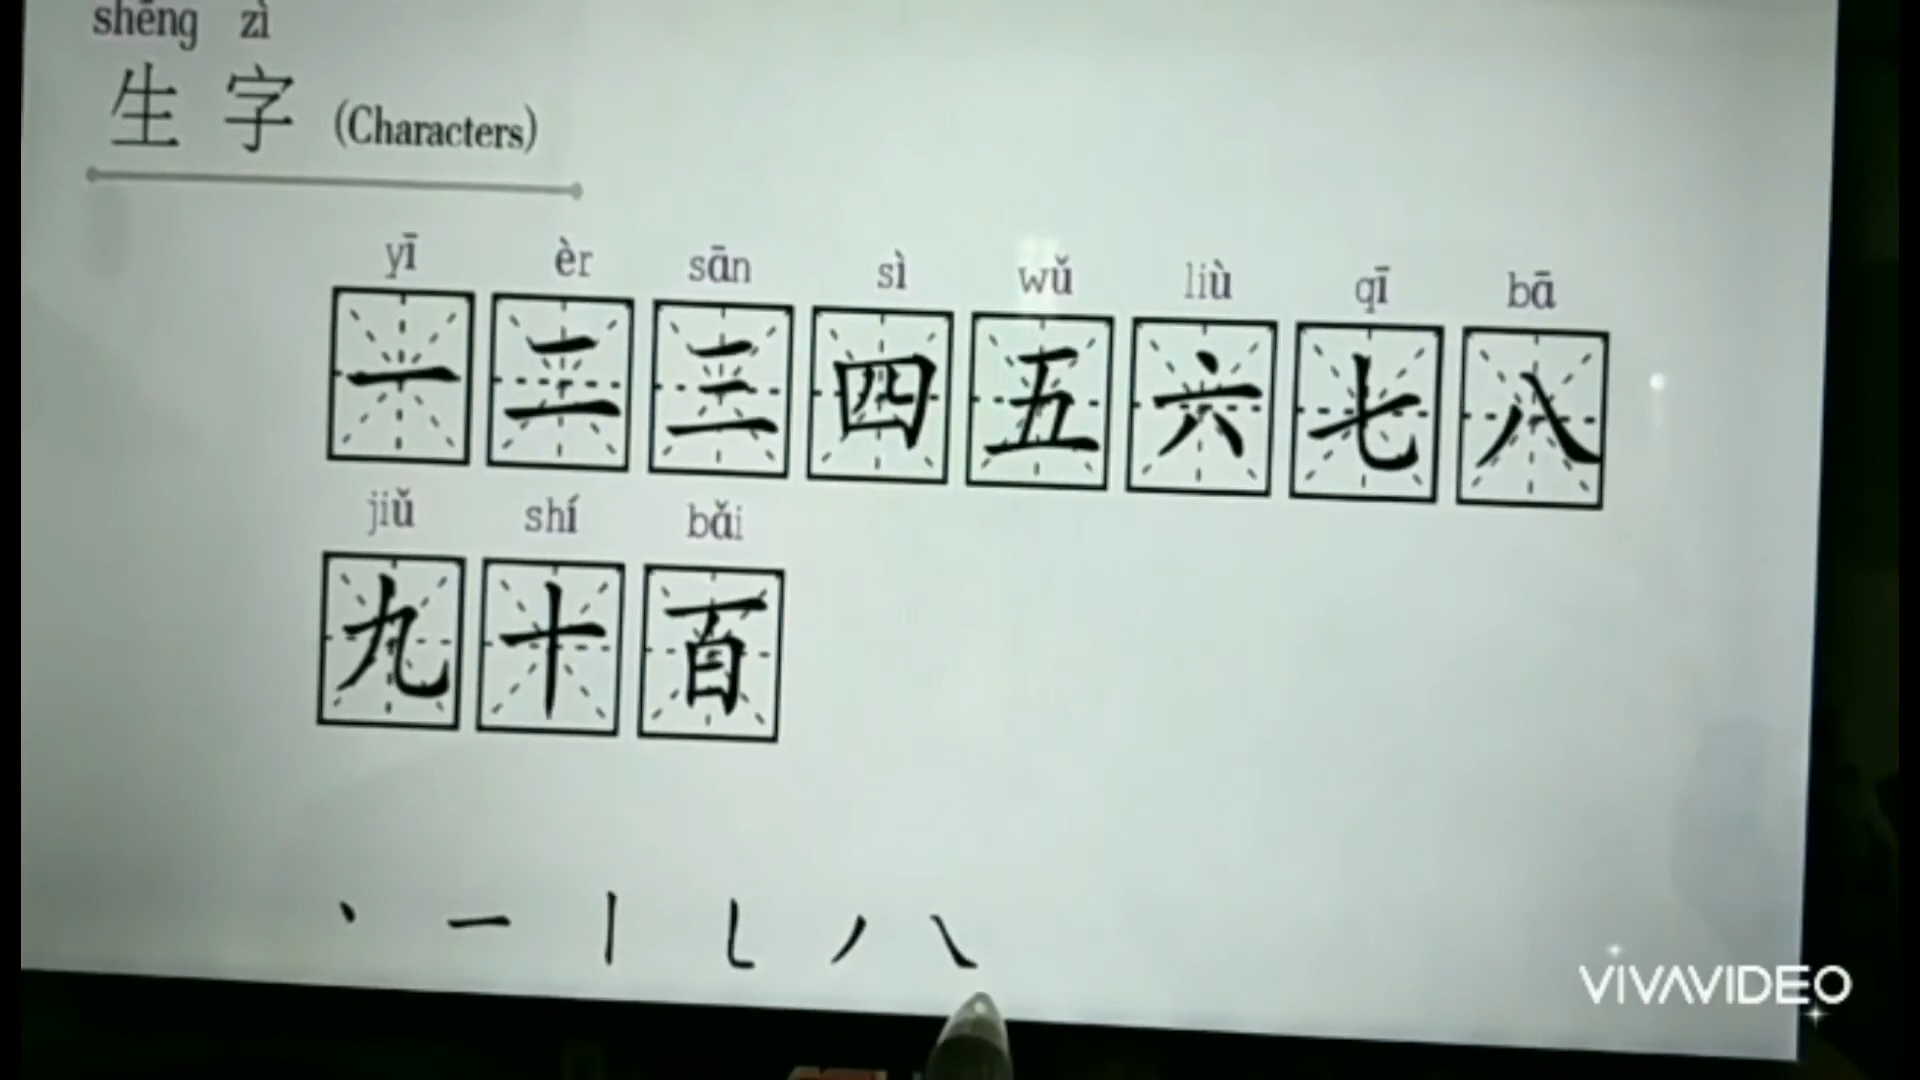 shēng zì
生 字 (Characters)
yī èr sān sì wǔ liù qī bā
一 二 三 四 五 六 七 八
jiǔ shí bǎi
九 十 百
丶 一 丨 乚 丿 ㇏
VIVAVIDEO